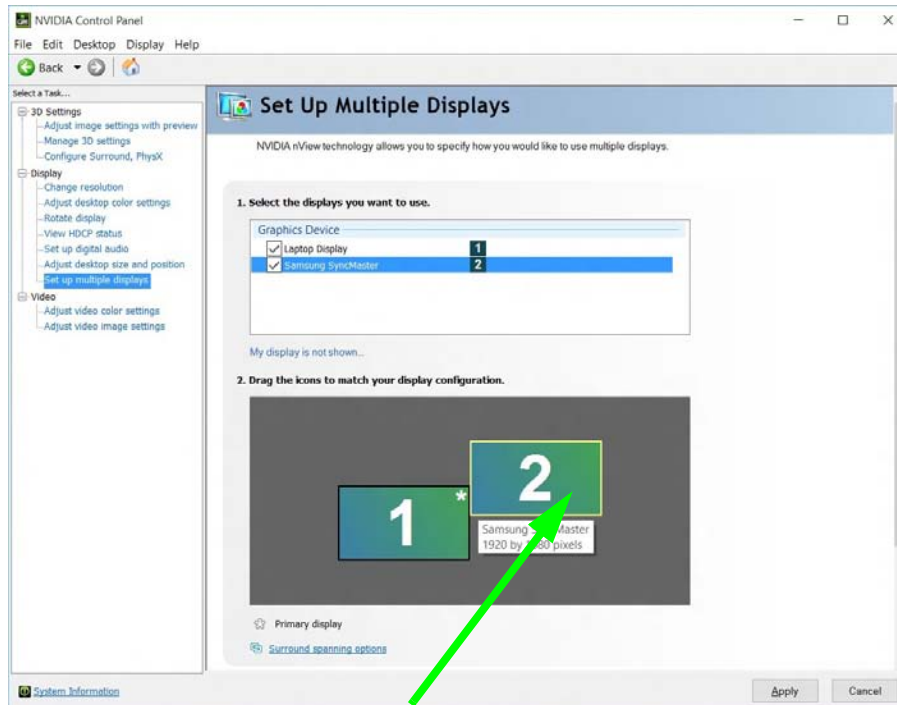 NVIDIA Control Panel
File Edit Desktop Display Help
Back
Select a Task...
3D Settings
Adjust image settings with preview
Manage 3D settings
Configure Surround, PhysX
Display
Change resolution
Adjust desktop color settings
Rotate display
View HDCP status
Set up digital audio
Adjust desktop size and position
Set up multiple displays
Video
Adjust video color settings
Adjust video image settings
System Information
Set Up Multiple Displays
NVIDIA nView technology allows you to specify how you would like to use multiple displays.
1. Select the displays you want to use.
Graphics Device
Laptop Display 1
Samsung SyncMaster 2
My display is not shown...
2. Drag the icons to match your display configuration.
2
1 *
Samsung Master
1920 by 1080 pixels
Primary display
Surround spanning options
Apply Cancel